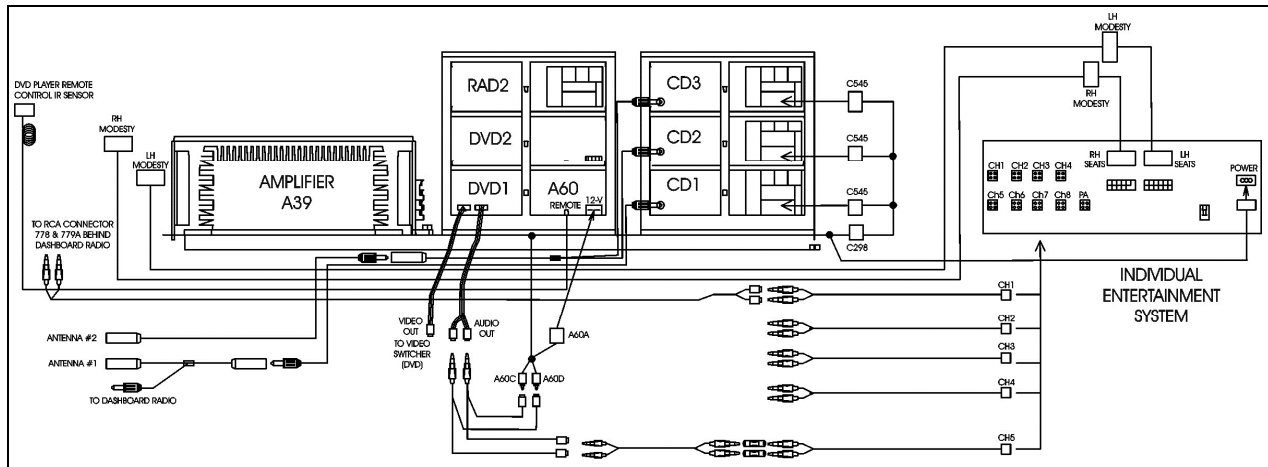 LH
MODESTY
RH
MODESTY
DVD PLAYER REMOTE
CONTROL IR SENSOR
RH
MODESTY
LH
MODESTY
AMPLIFIER
A39
RAD2
DVD2
DVD1
A60
REMOTE
12-V
CD3
CD2
CD1
C545
C545
C545
C298
RH
SEATS
LH
SEATS
POWER
CH1
CH2
CH3
CH4
Ch5
Ch6
Ch7
Ch8
PA
INDIVIDUAL
ENTERTAINMENT
SYSTEM
TO RCA CONNECTOR
778 & 779A BEHIND
DASHBOARD RADIO
ANTENNA #2
ANTENNA #1
TO DASHBOARD RADIO
VIDEO
OUT
TO VIDEO
SWITCHER
(DVD)
AUDIO
OUT
A60A
A60C
A60D
CH1
CH2
CH3
CH4
CH5